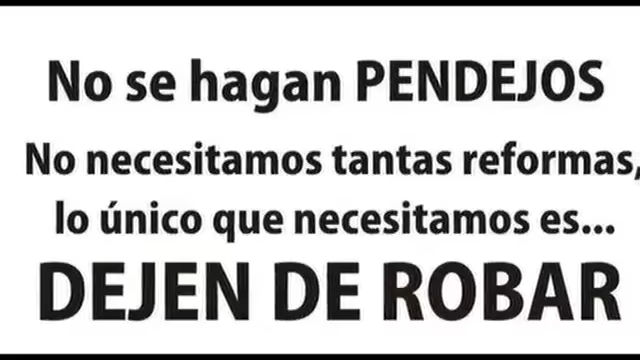 No se hagan PENDEJOS
No necesitamos tantas reformas,
lo único que necesitamos es...
DEJEN DE ROBAR